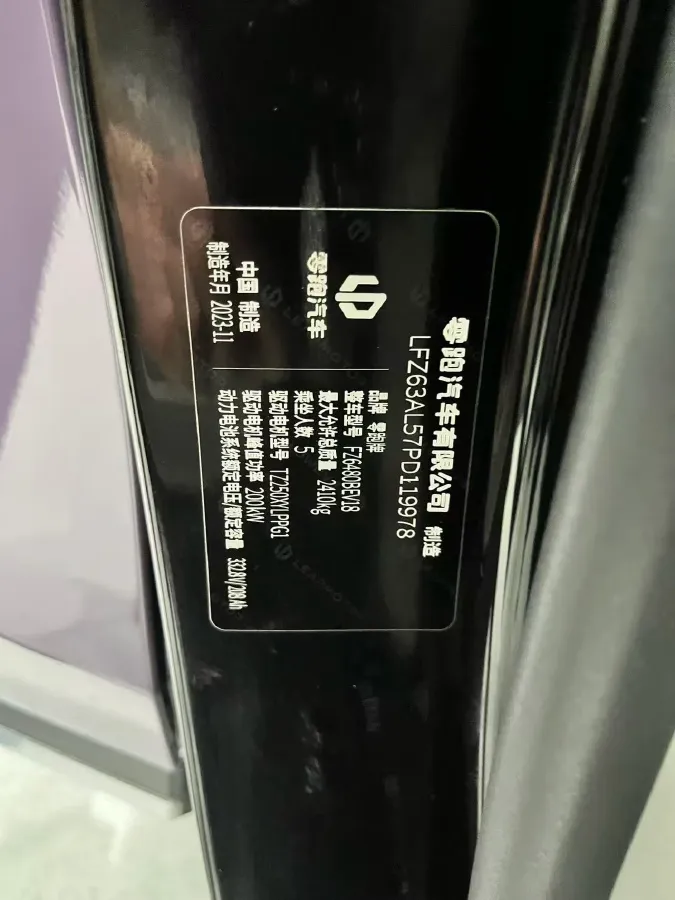 零跑汽车有限公司 制造
LFZ63AL57PD119978
零跑汽车
中国 制造
制造年月 2023-11
品牌 零跑牌
整车型号 FZ6480BEV18
最大允许总质量 2410kg
乘坐人数 5
驱动电机型号 TZ250XYLPPG1
驱动电机峰值功率 200kW
动力电池系统额定电压/额定容量 332.8V/208Ah